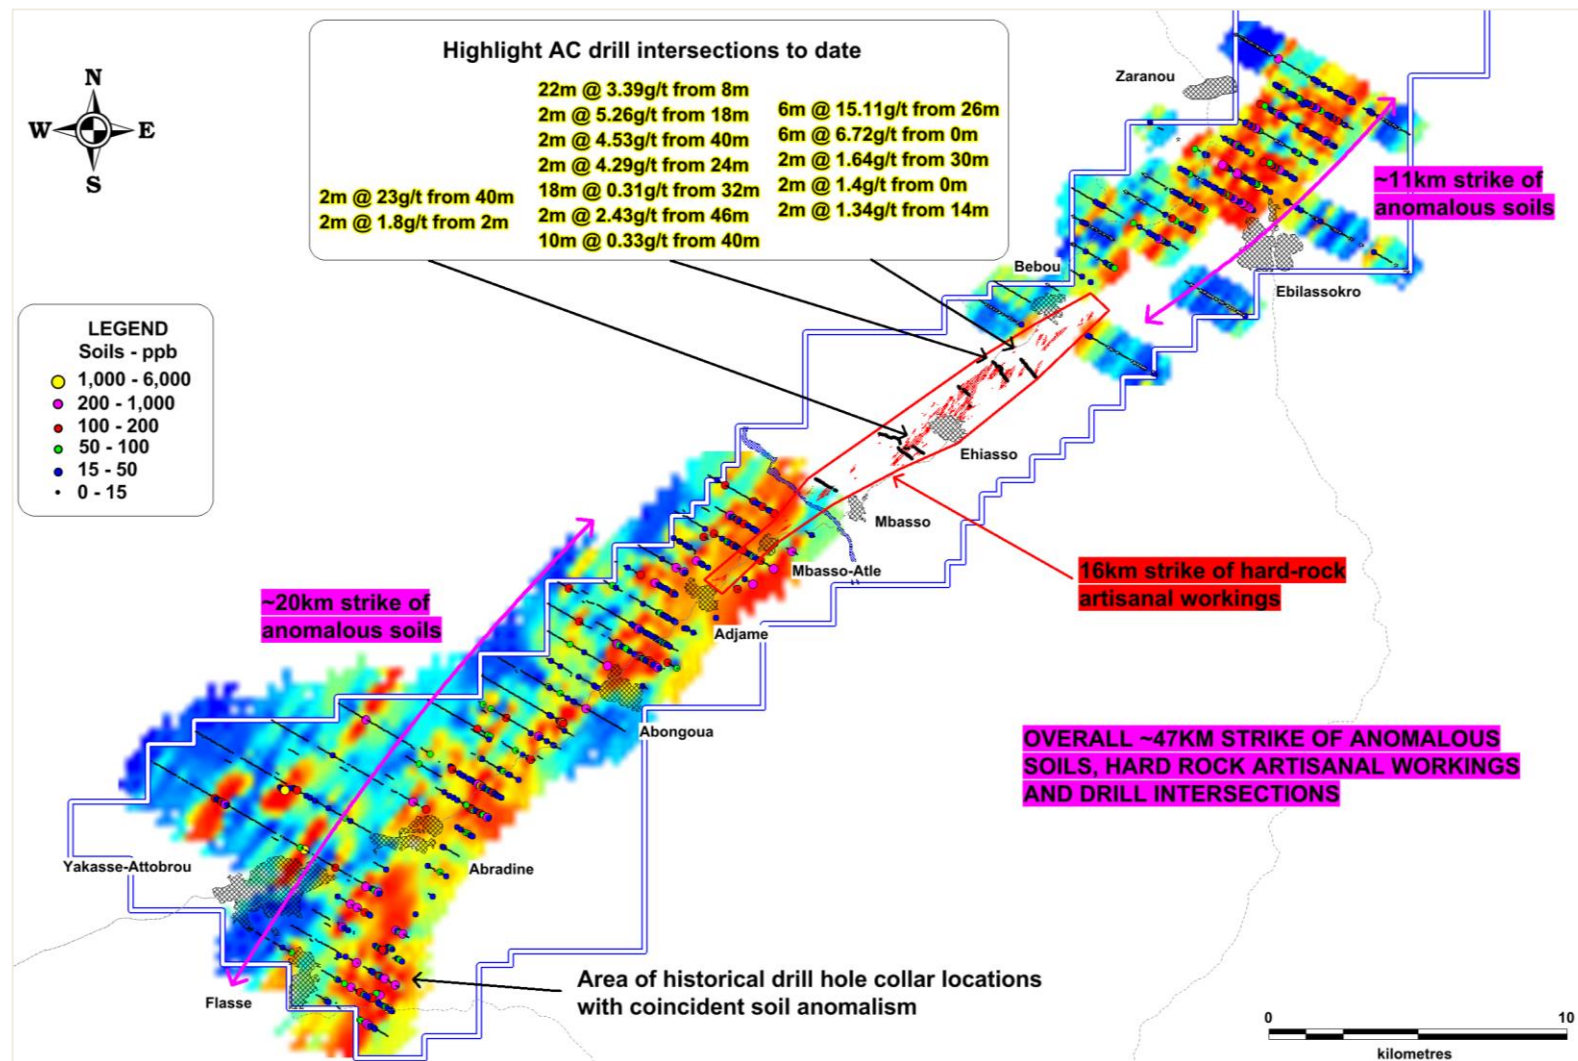 Highlight AC drill intersections to date
2m @ 23g/t from 40m
2m @ 1.8g/t from 2m
22m @ 3.39g/t from 8m
2m @ 5.26g/t from 18m
2m @ 4.53g/t from 40m
2m @ 4.29g/t from 24m
18m @ 0.31g/t from 32m
2m @ 2.43g/t from 46m
10m @ 0.33g/t from 40m
6m @ 15.11g/t from 26m
6m @ 6.72g/t from 0m
2m @ 1.64g/t from 30m
2m @ 1.4g/t from 0m
2m @ 1.34g/t from 14m
N
W
E
S
Zaranou
~11km strike of
anomalous soils
Bebou
Ebilassokro
LEGEND
Soils - ppb
1,000 - 6,000
200 - 1,000
100 - 200
50 - 100
15 - 50
0 - 15
Ehiasso
Mbasso
Mbasso-Atle
16km strike of hard-rock
artisanal workings
~20km strike of
anomalous soils
Adjame
Abongoua
OVERALL ~47KM STRIKE OF ANOMALOUS
SOILS, HARD ROCK ARTISANAL WORKINGS
AND DRILL INTERSECTIONS
Yakasse-Attobrou
Abradine
Flasse
Area of historical drill hole collar locations
with coincident soil anomalism
0
10
kilometres